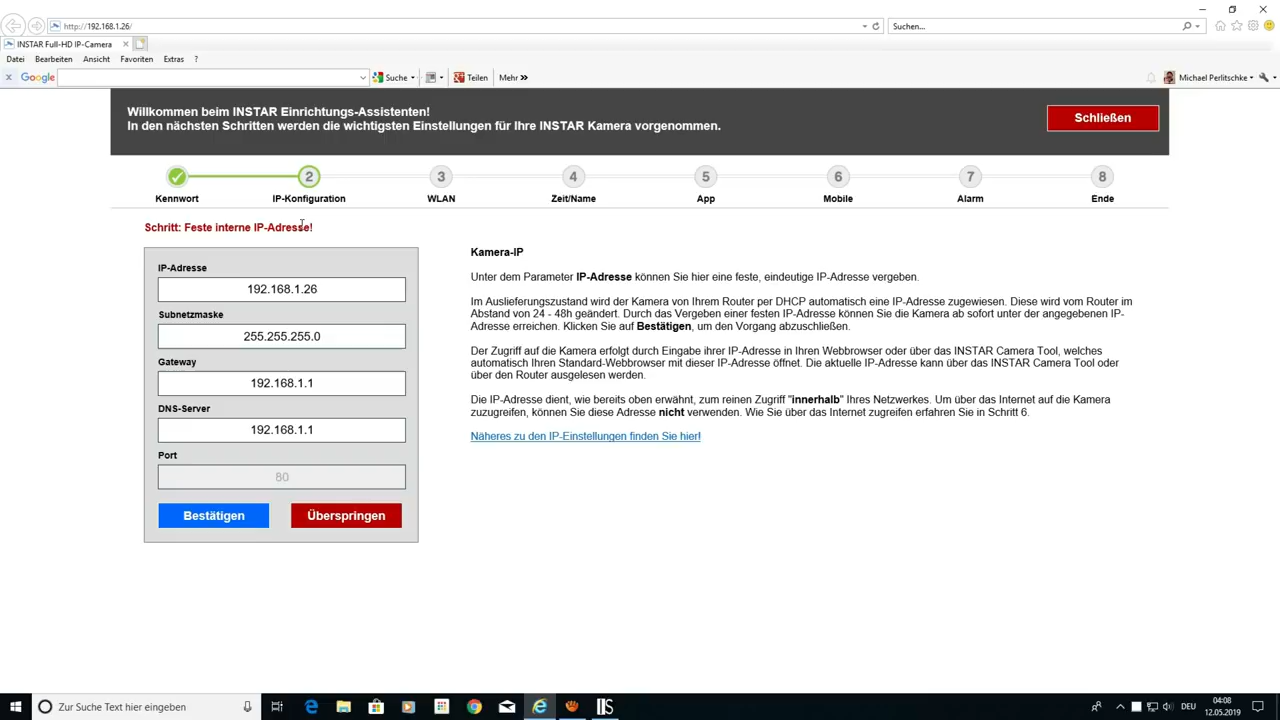 http://192.168.1.26/
Suchen...
INSTAR Full-HD IP-Camera
Datei Bearbeiten Ansicht Favoriten Extras ?
Google Suche Teilen Mehr »
Michael Perlitschke
Willkommen beim INSTAR Einrichtungs-Assistenten!
In den nächsten Schritten werden die wichtigsten Einstellungen für Ihre INSTAR Kamera vorgenommen.
Schließen
2 3 4 5 6 7 8
Kennwort IP-Konfiguration WLAN Zeit/Name App Mobile Alarm Ende
Schritt: Feste interne IP-Adresse!
IP-Adresse
192.168.1.26
Subnetzmaske
255.255.255.0
Gateway
192.168.1.1
DNS-Server
192.168.1.1
Port
80
Bestätigen Überspringen
Kamera-IP
Unter dem Parameter IP-Adresse können Sie hier eine feste, eindeutige IP-Adresse vergeben.
Im Auslieferungszustand wird der Kamera von Ihrem Router per DHCP automatisch eine IP-Adresse zugewiesen. Diese wird vom Router im
Abstand von 24 - 48h geändert. Durch das Vergeben einer festen IP-Adresse können Sie die Kamera ab sofort unter der angegebenen IP-
Adresse erreichen. Klicken Sie auf Bestätigen, um den Vorgang abzuschließen.
Der Zugriff auf die Kamera erfolgt durch Eingabe ihrer IP-Adresse in Ihren Webbrowser oder über das INSTAR Camera Tool, welches
automatisch Ihren Standard-Webbrowser mit dieser IP-Adresse öffnet. Die aktuelle IP-Adresse kann über das INSTAR Camera Tool oder
über den Router ausgelesen werden.
Die IP-Adresse dient, wie bereits oben erwähnt, zum reinen Zugriff "innerhalb" Ihres Netzwerkes. Um über das Internet auf die Kamera
zuzugreifen, können Sie diese Adresse nicht verwenden. Wie Sie über das Internet zugreifen erfahren Sie in Schritt 6.
Näheres zu den IP-Einstellungen finden Sie hier!
Zur Suche Text hier eingeben
DEU
04:08
12.05.2019